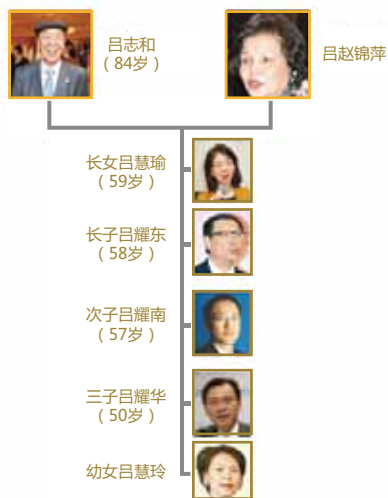 吕志和
（84岁）
吕赵锦萍
长女吕慧瑜
（59岁）
长子吕耀东
（58岁）
次子吕耀南
（57岁）
三子吕耀华
（50岁）
幼女吕慧玲